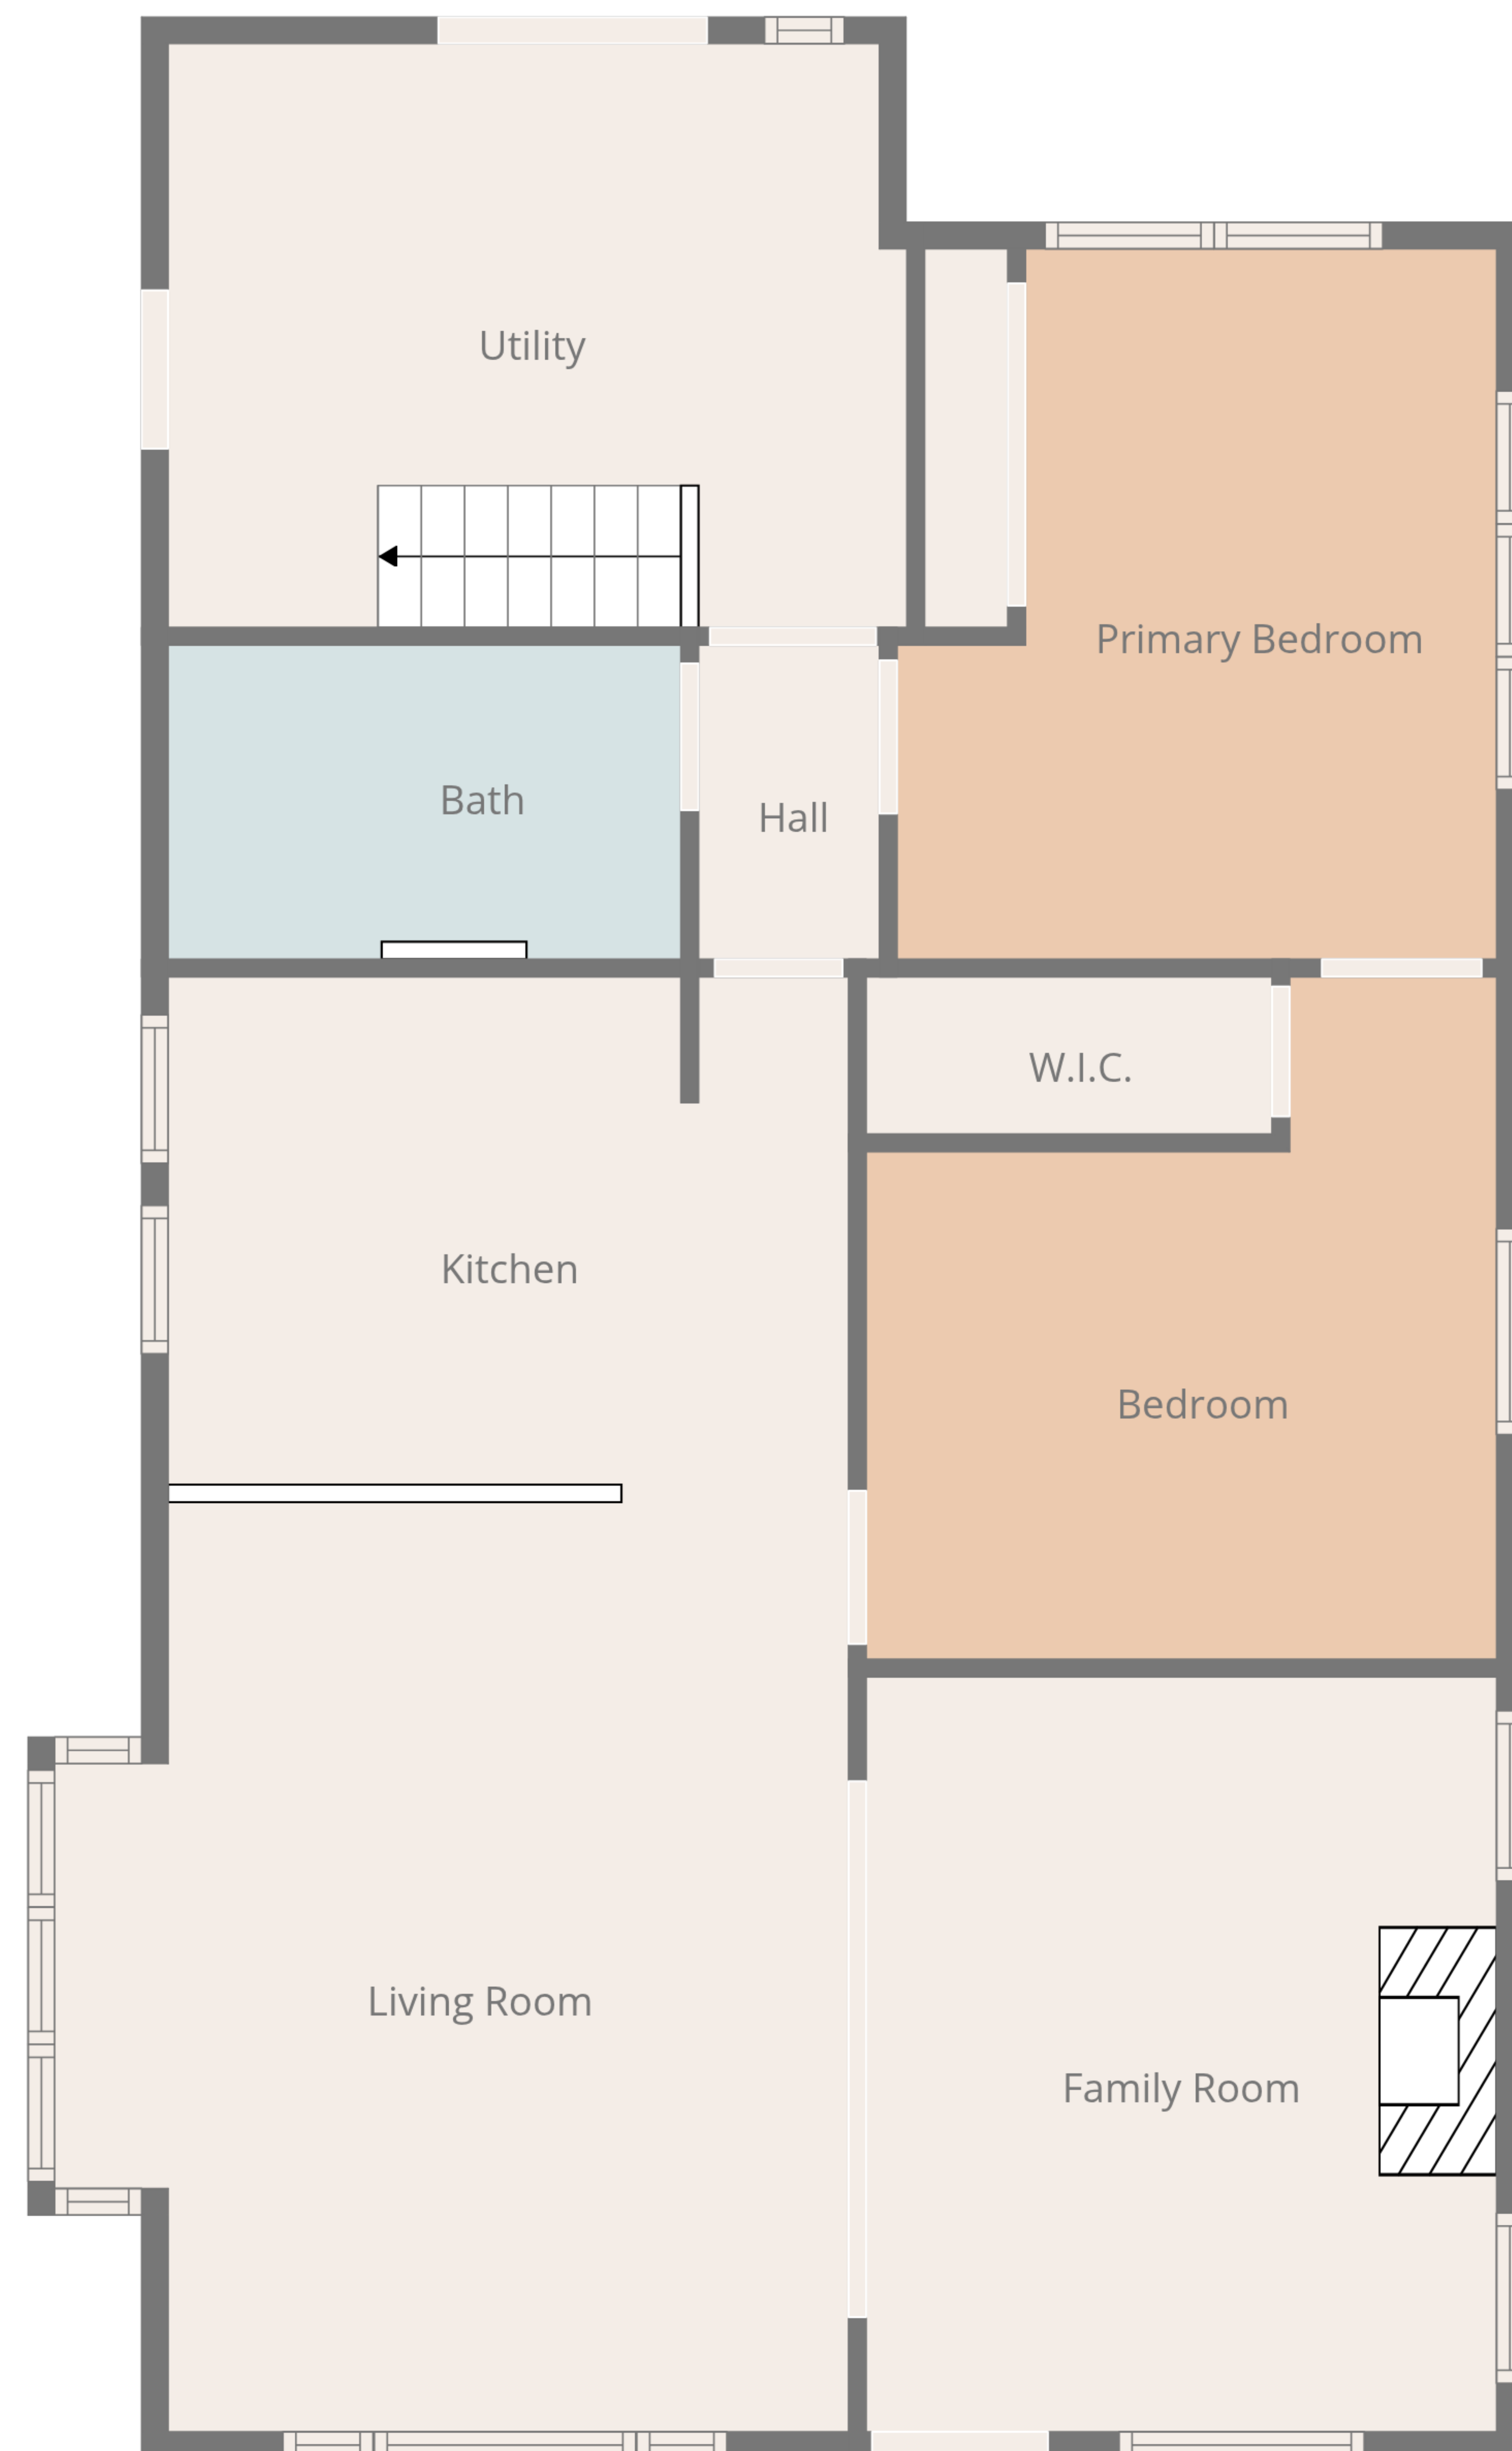 Utility
Primary Bedroom
Bath
Hall
W.I.C.
Kitchen
Bedroom
Living Room
Family Room